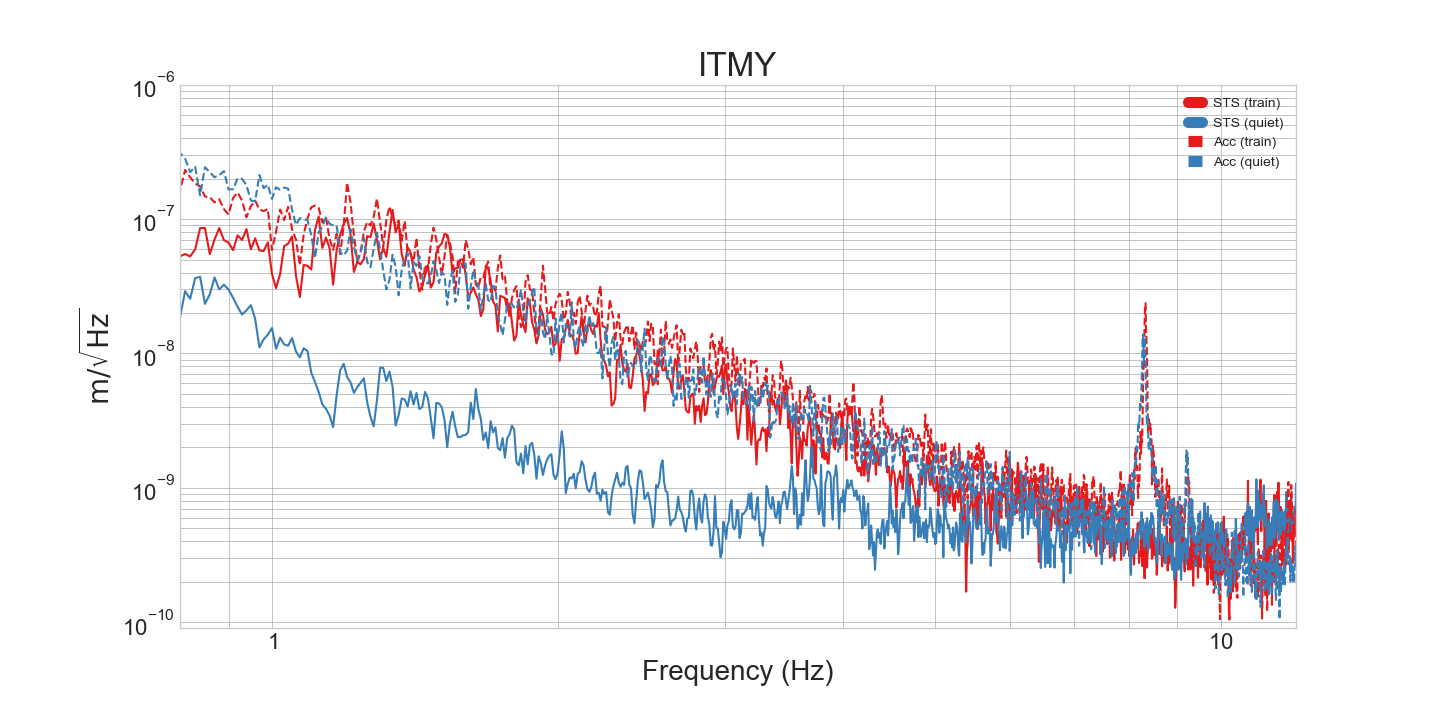 ITMY
10⁻⁶
10⁻⁷
10⁻⁸
10⁻⁹
10⁻¹⁰
m/√Hz
STS (train)
STS (quiet)
Acc (train)
Acc (quiet)
1
10
Frequency (Hz)